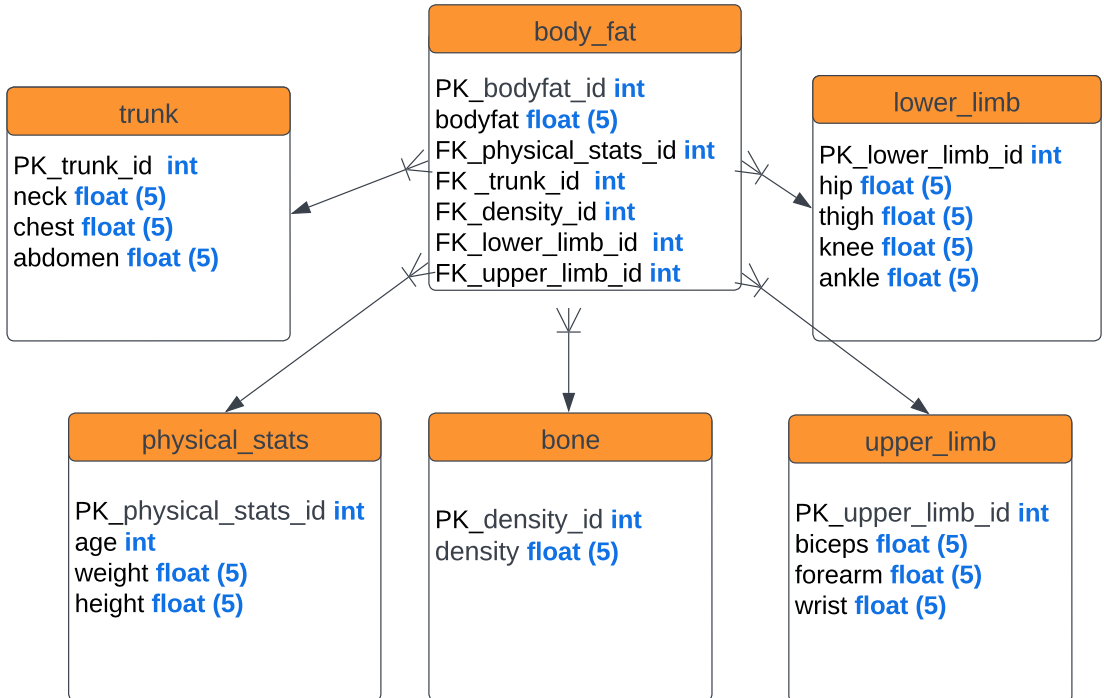 body_fat
PK_bodyfat_id int
bodyfat float (5)
FK_physical_stats_id int
FK _trunk_id int
FK_density_id int
FK_lower_limb_id int
FK_upper_limb_id int
trunk
PK_trunk_id int
neck float (5)
chest float (5)
abdomen float (5)
lower_limb
PK_lower_limb_id int
hip float (5)
thigh float (5)
knee float (5)
ankle float (5)
physical_stats
PK_physical_stats_id int
age int
weight float (5)
height float (5)
bone
PK_density_id int
density float (5)
upper_limb
PK_upper_limb_id int
biceps float (5)
forearm float (5)
wrist float (5)